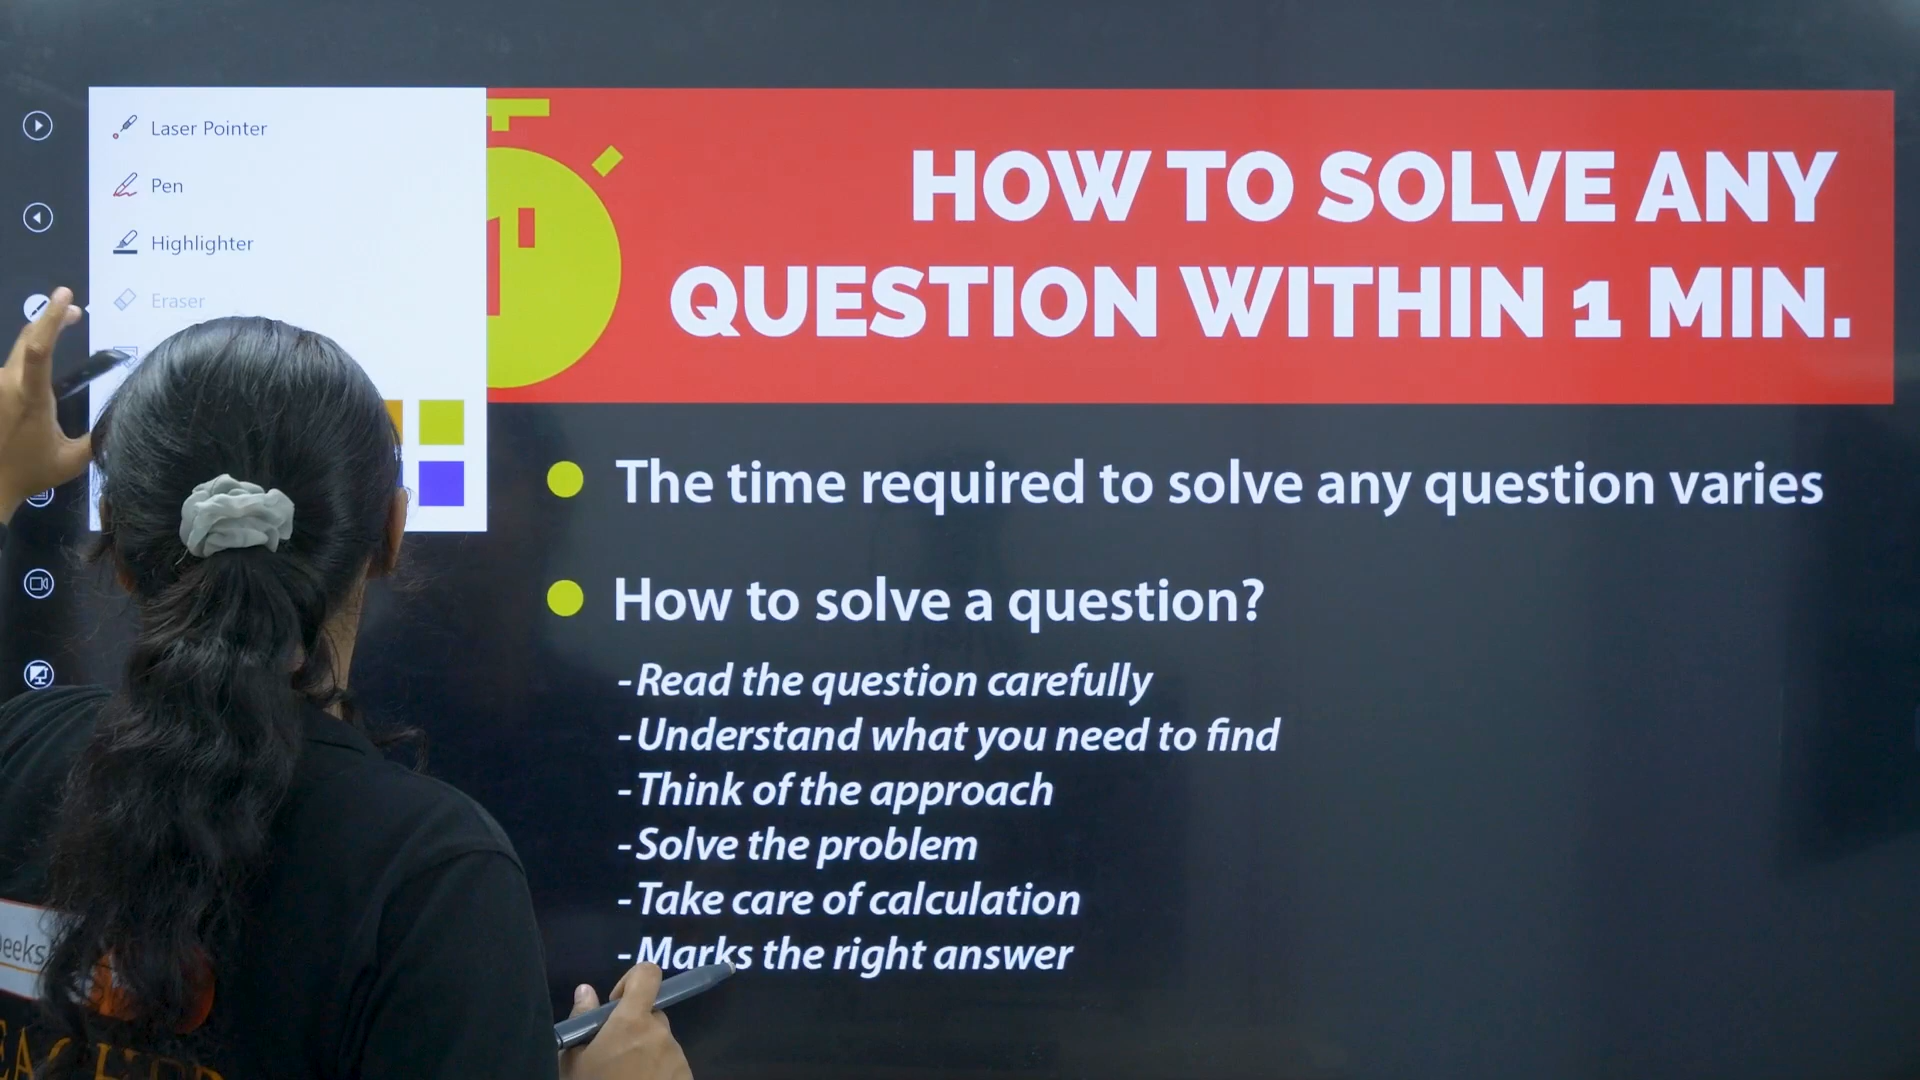 Laser Pointer
Pen
Highlighter
Eraser
1'
HOW TO SOLVE ANY
QUESTION WITHIN 1 MIN.
The time required to solve any question varies
How to solve a question?
-Read the question carefully
-Understand what you need to find
-Think of the approach
-Solve the problem
-Take care of calculation
-Marks the right answer